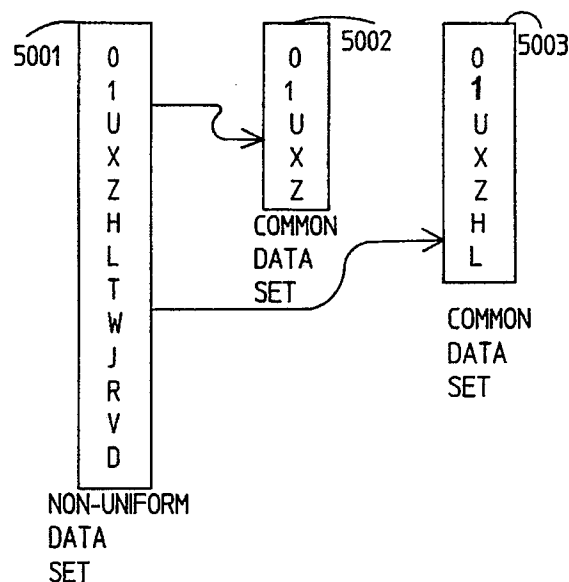 5001
0
1
U
X
Z
H
L
T
W
J
R
V
D
NON-UNIFORM
DATA
SET
5002
0
1
U
X
Z
COMMON
DATA
SET
5003
0
1
U
X
Z
H
L
COMMON
DATA
SET